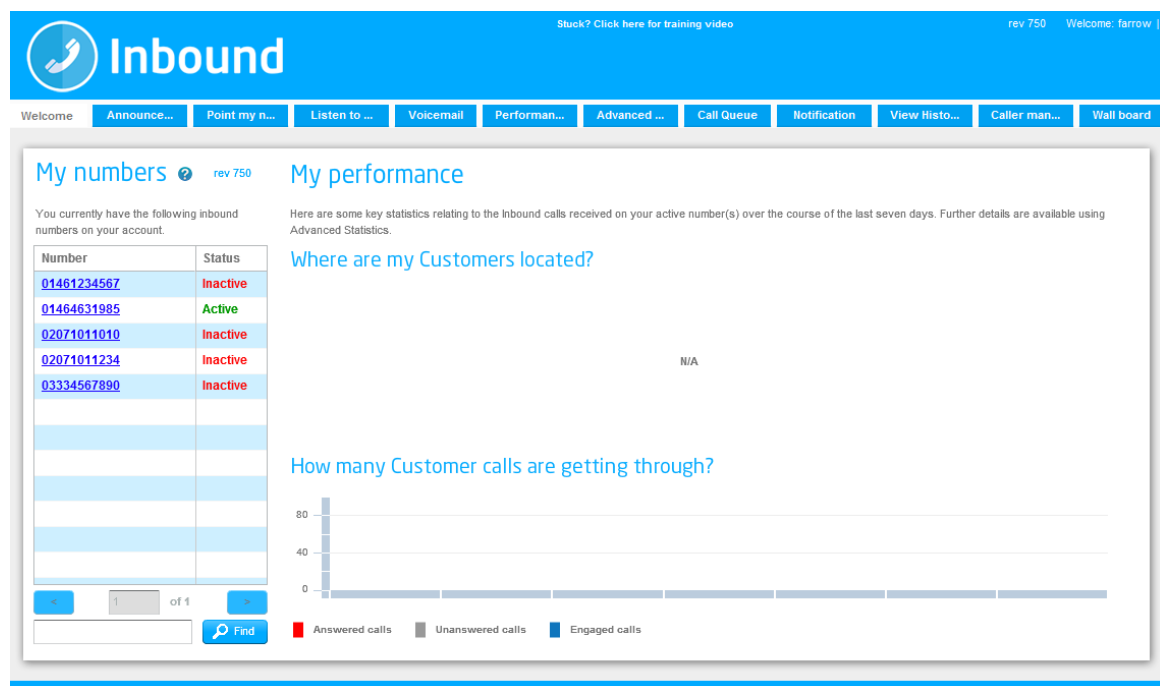 Stuck? Click here for training video
rev 750 Welcome: farrow |
Inbound
Welcome
Announce...
Point my n...
Listen to ...
Voicemail
Performan...
Advanced ...
Call Queue
Notification
View Histo...
Caller man...
Wall board
My numbers ? rev 750
You currently have the following inbound
numbers on your account.
Number Status
01461234567 Inactive
01464631985 Active
02071011010 Inactive
02071011234 Inactive
03334567890 Inactive
< 1 of 1 >
Find
My performance
Here are some key statistics relating to the Inbound calls received on your active number(s) over the course of the last seven days. Further details are available using
Advanced Statistics.
Where are my Customers located?
N/A
How many Customer calls are getting through?
80
40
0
Answered calls Unanswered calls Engaged calls